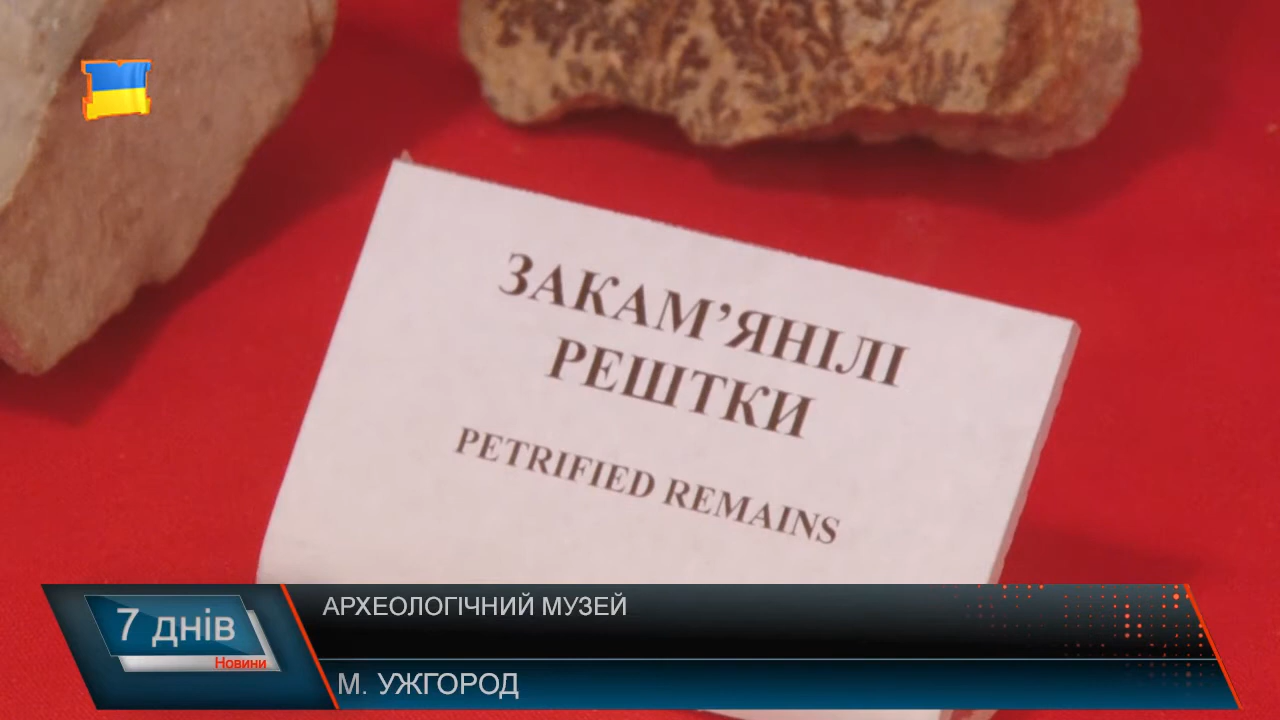 ЗАКАМ’ЯНІЛІ
РЕШТКИ
PETRIFIED REMAINS
7 днів
Новини
АРХЕОЛОГІЧНИЙ МУЗЕЙ
М. УЖГОРОД